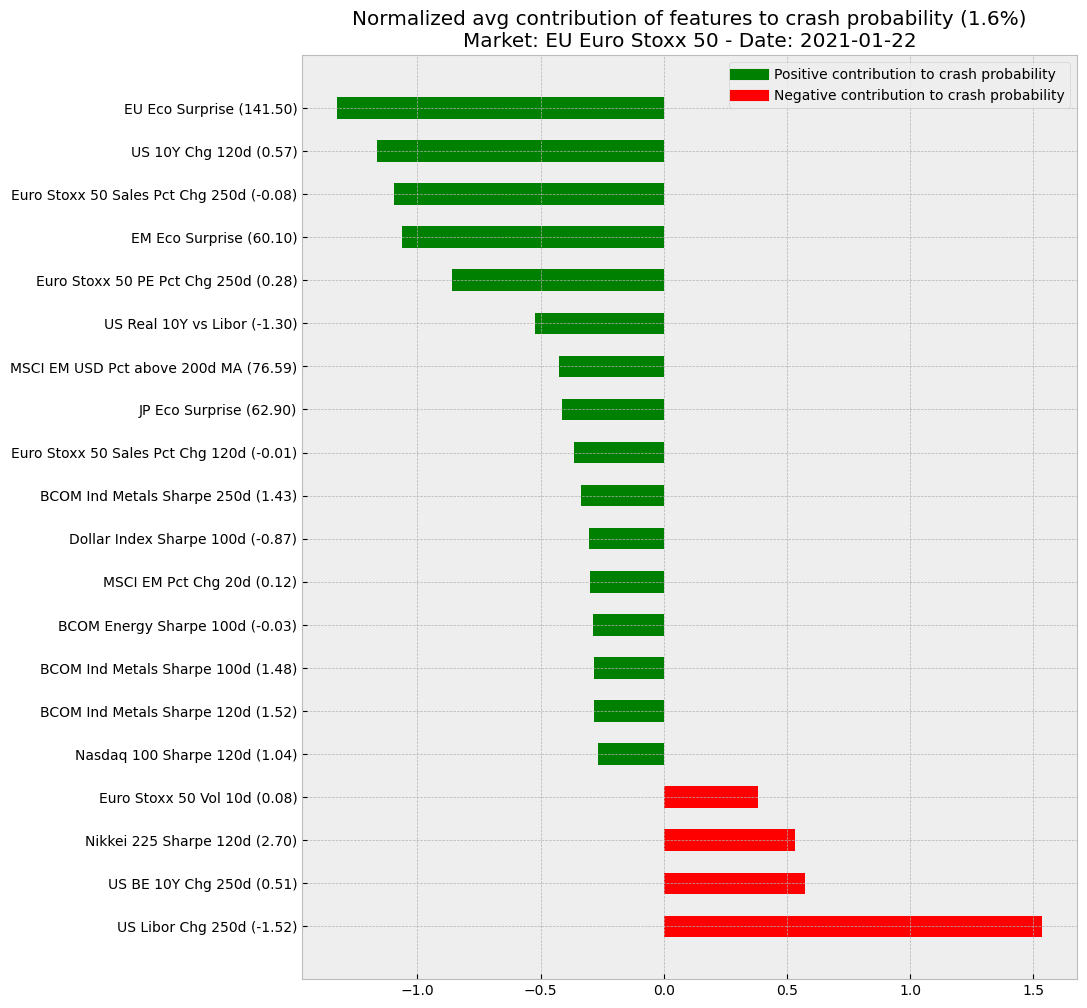 Normalized avg contribution of features to crash probability (1.6%)
Market: EU Euro Stoxx 50 - Date: 2021-01-22
Positive contribution to crash probability
Negative contribution to crash probability
EU Eco Surprise (141.50)
US 10Y Chg 120d (0.57)
Euro Stoxx 50 Sales Pct Chg 250d (-0.08)
EM Eco Surprise (60.10)
Euro Stoxx 50 PE Pct Chg 250d (0.28)
US Real 10Y vs Libor (-1.30)
MSCI EM USD Pct above 200d MA (76.59)
JP Eco Surprise (62.90)
Euro Stoxx 50 Sales Pct Chg 120d (-0.01)
BCOM Ind Metals Sharpe 250d (1.43)
Dollar Index Sharpe 100d (-0.87)
MSCI EM Pct Chg 20d (0.12)
BCOM Energy Sharpe 100d (-0.03)
BCOM Ind Metals Sharpe 100d (1.48)
BCOM Ind Metals Sharpe 120d (1.52)
Nasdaq 100 Sharpe 120d (1.04)
Euro Stoxx 50 Vol 10d (0.08)
Nikkei 225 Sharpe 120d (2.70)
US BE 10Y Chg 250d (0.51)
US Libor Chg 250d (-1.52)
−1.0 −0.5 0.0 0.5 1.0 1.5